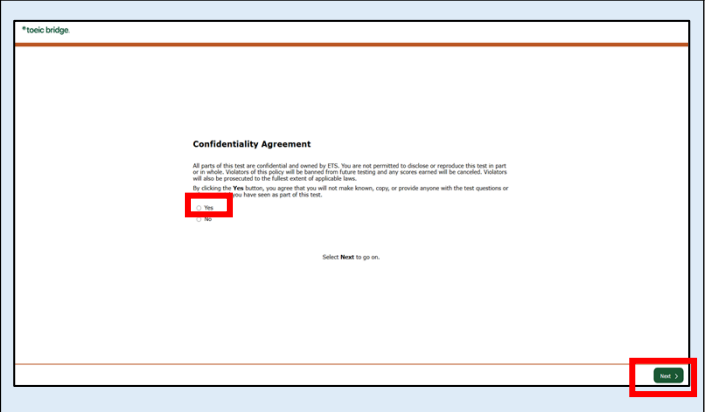 toeic bridge.
Confidentiality Agreement
All parts of this test are confidential and owned by ETS. You are not permitted to disclose or reproduce this test in part
or in whole. Violators of this policy will be banned from future testing and any scores earned will be canceled. Violators
will also be prosecuted to the fullest extent of applicable laws.
By clicking the Yes button, you agree that you will not make known, copy, or provide anyone with the test questions or
you have seen as part of this test.
Yes
No
Select Next to go on.
Next >